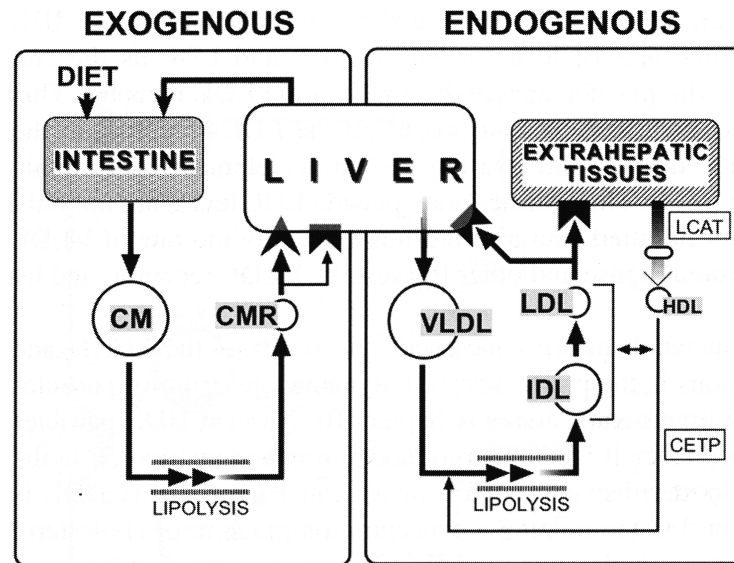 EXOGENOUS
ENDOGENOUS
DIET
INTESTINE
LIVER
EXTRAHEPATIC
TISSUES
LCAT
CM
CMR
VLDL
LDL
HDL
IDL
CETP
LIPOLYSIS
LIPOLYSIS